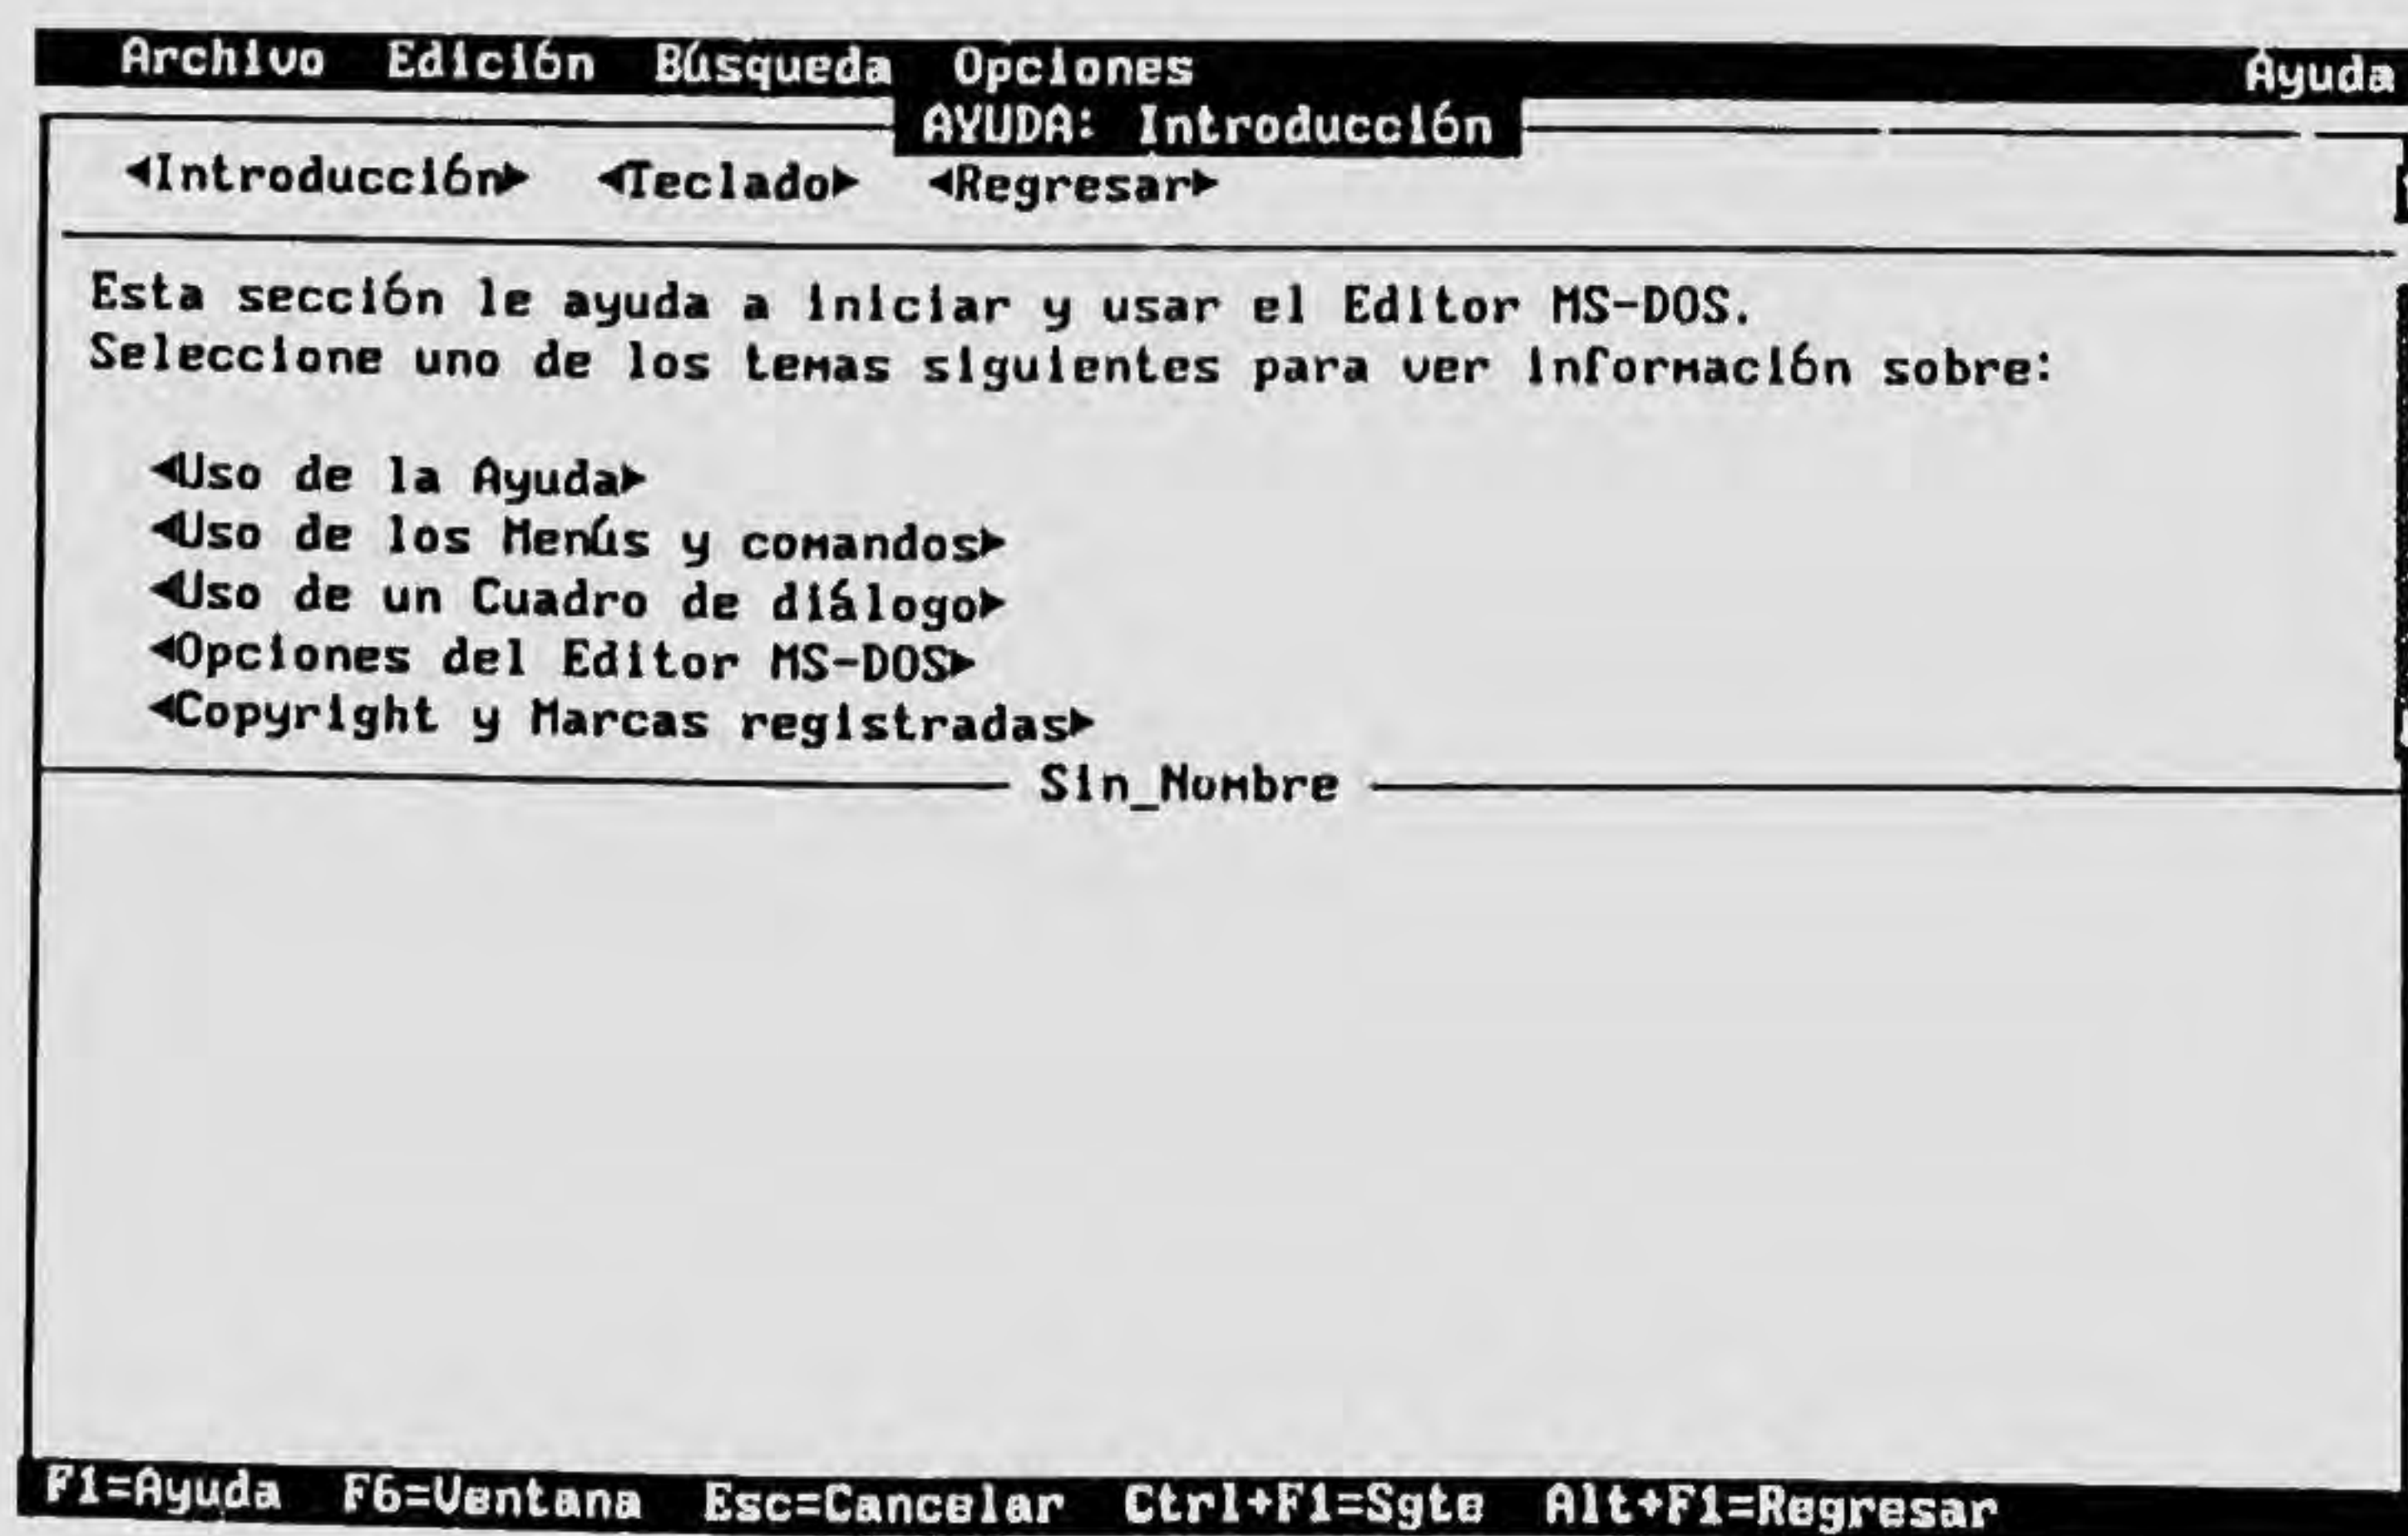 Archivo Edición Búsqueda Opciones Ayuda
AYUDA: Introducción
◄Introducción► ◄Teclado► ◄Regresar►
Esta sección le ayuda a iniciar y usar el Editor MS-DOS.
Seleccione uno de los temas siguientes para ver información sobre:
◄Uso de la Ayuda►
◄Uso de los Menús y comandos►
◄Uso de un Cuadro de diálogo►
◄Opciones del Editor MS-DOS►
◄Copyright y Marcas registradas►
Sin_Nombre
F1=Ayuda F6=Ventana Esc=Cancelar Ctrl+F1=Sgte Alt+F1=Regresar